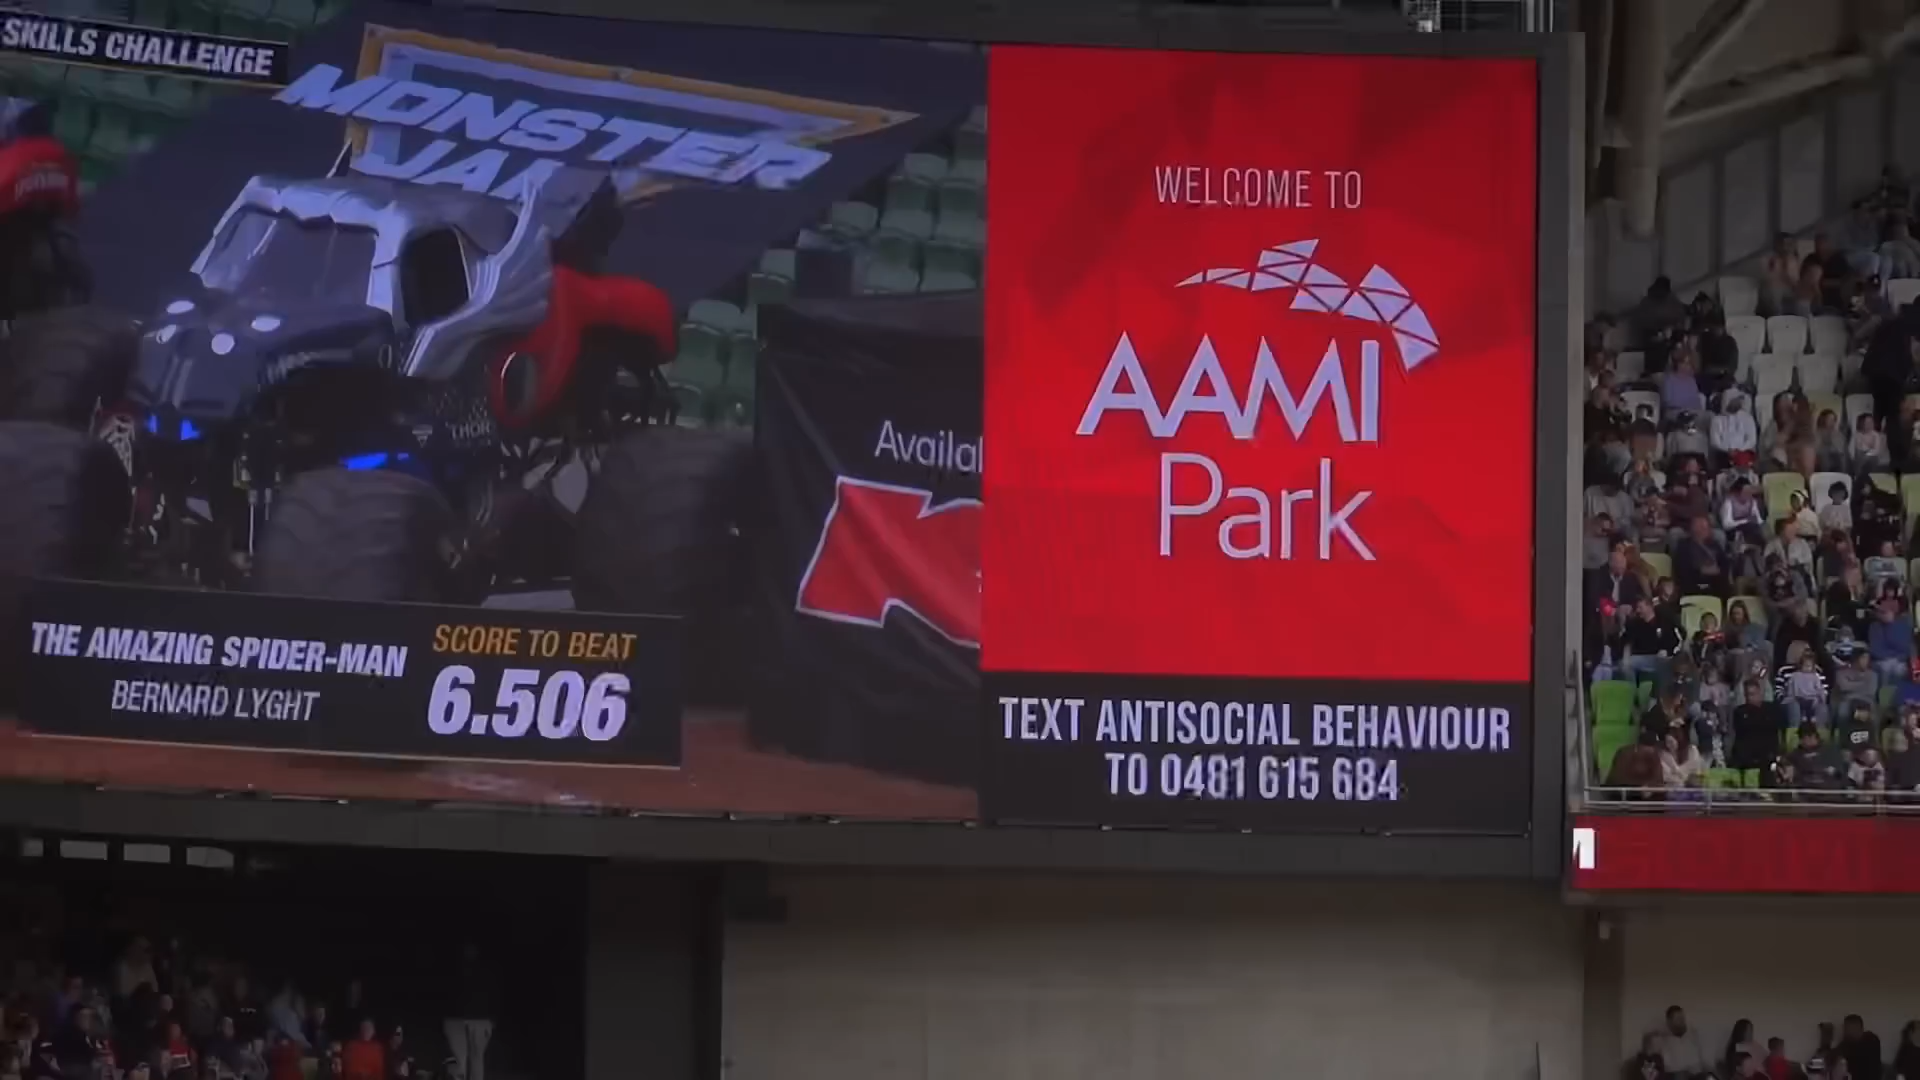 SKILLS CHALLENGE
MONSTER
JAM
THOR
Availa
THE AMAZING SPIDER-MAN
BERNARD LYGHT
SCORE TO BEAT
6.506
WELCOME TO
AAMI
Park
TEXT ANTISOCIAL BEHAVIOUR
TO 0481 615 684